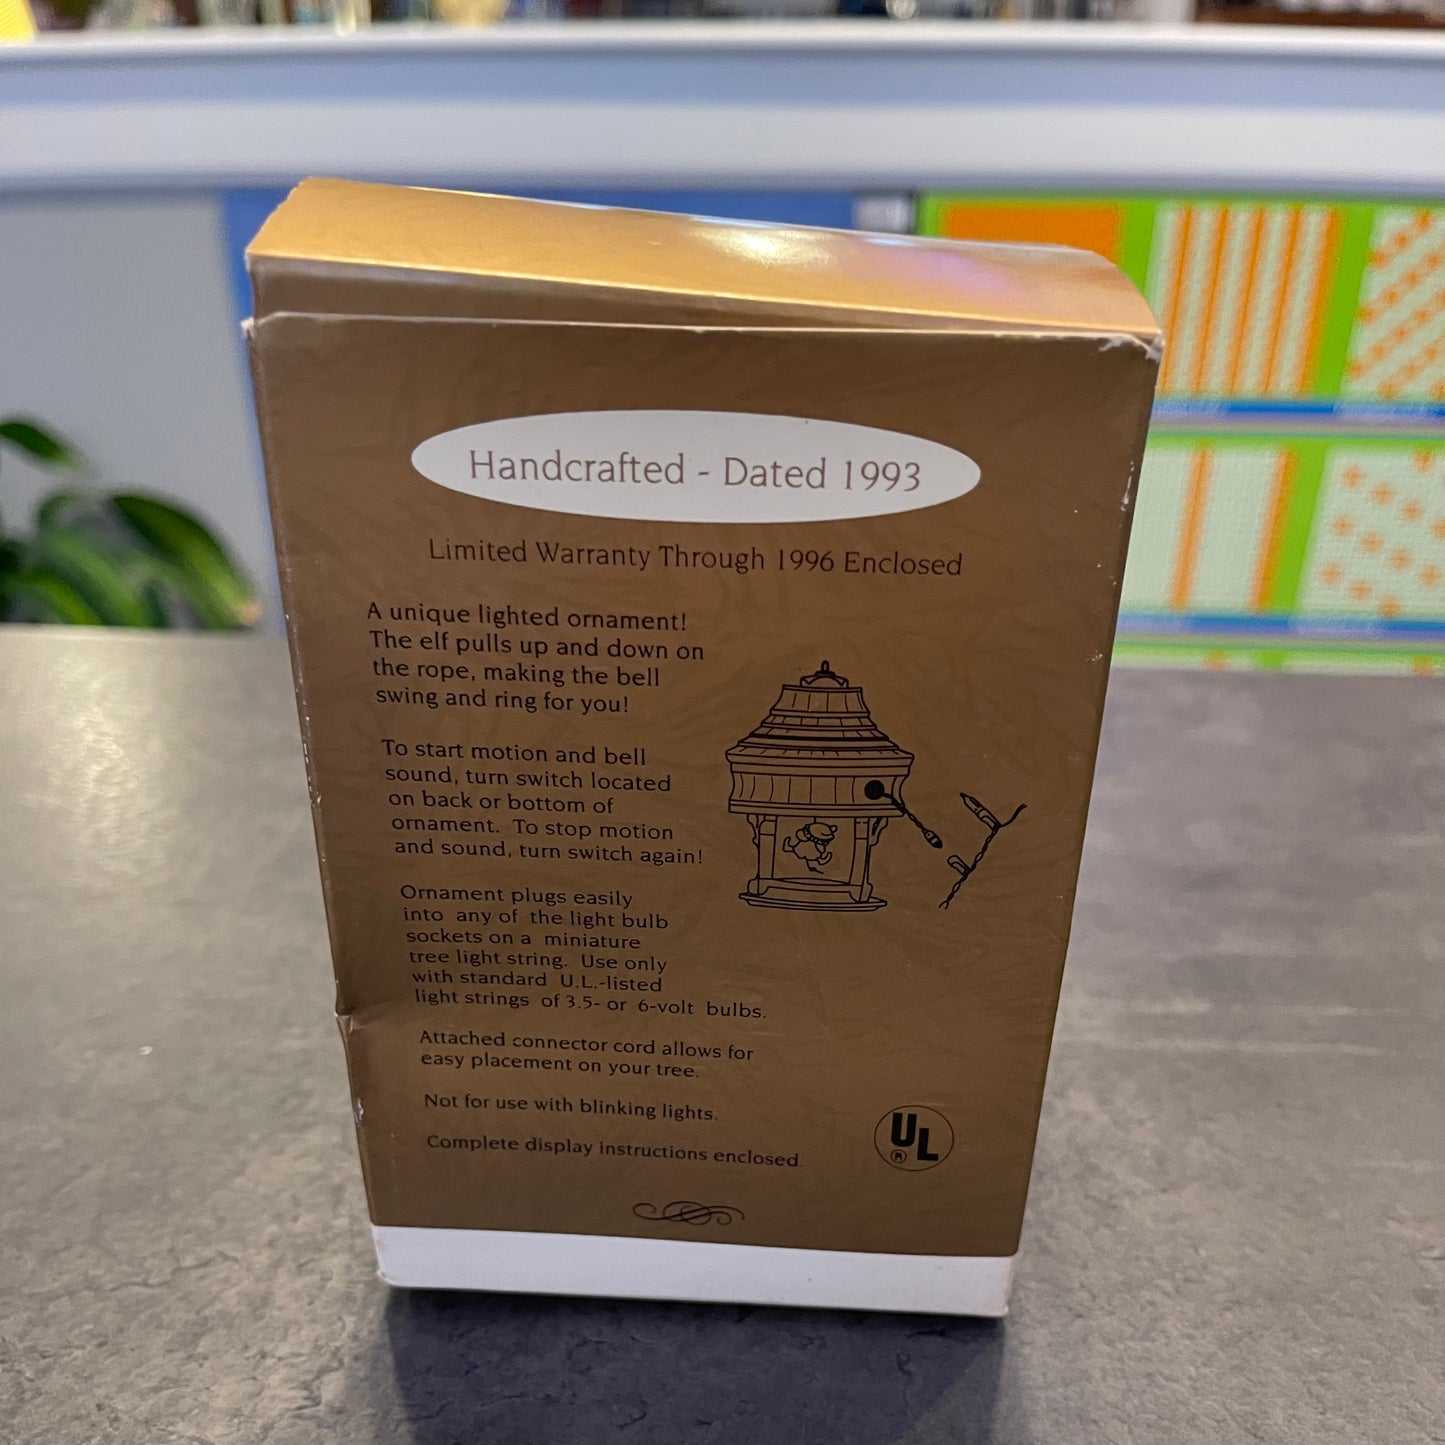 Handcrafted - Dated 1993
Limited Warranty Through 1996 Enclosed
A unique lighted ornament!
The elf pulls up and down on
the rope, making the bell
swing and ring for you!
To start motion and bell
sound, turn switch located
on back or bottom of
ornament. To stop motion
and sound, turn switch again!
Ornament plugs easily
into any of the light bulb
sockets on a miniature
tree light string. Use only
with standard U.L.-listed
light strings of 3.5- or 6-volt bulbs.
Attached connector cord allows for
easy placement on your tree.
Not for use with blinking lights.
Complete display instructions enclosed.
UL
®